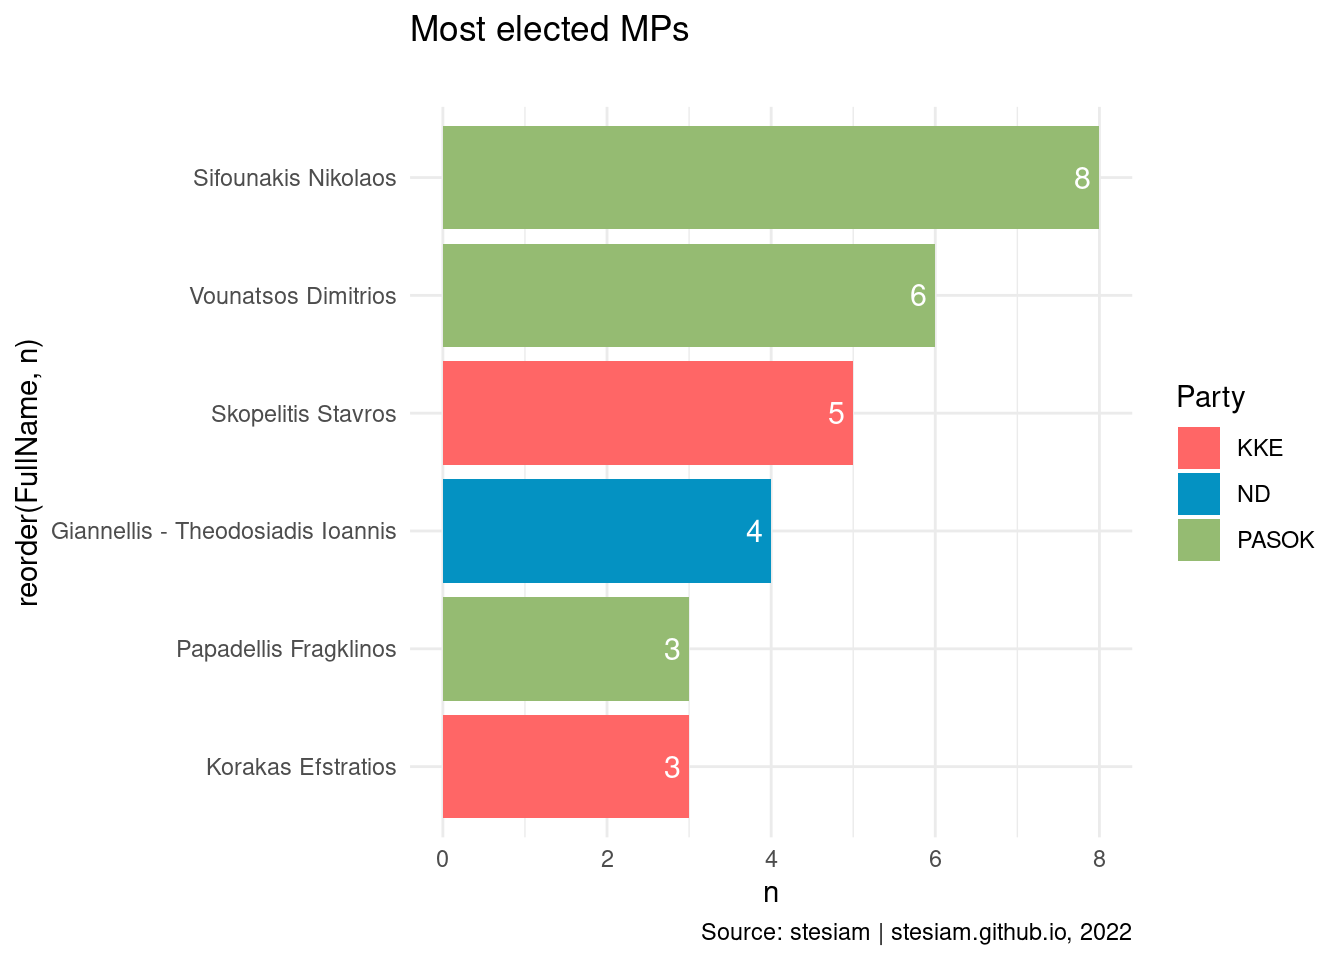 Most elected MPs
reorder(FullName, n)
Sifounakis Nikolaos
8
Vounatsos Dimitrios
6
Skopelitis Stavros
5
Giannellis - Theodosiadis Ioannis
4
Papadellis Fragklinos
3
Korakas Efstratios
3
0 2 4 6 8
n
Party
KKE
ND
PASOK
Source: stesiam | stesiam.github.io, 2022